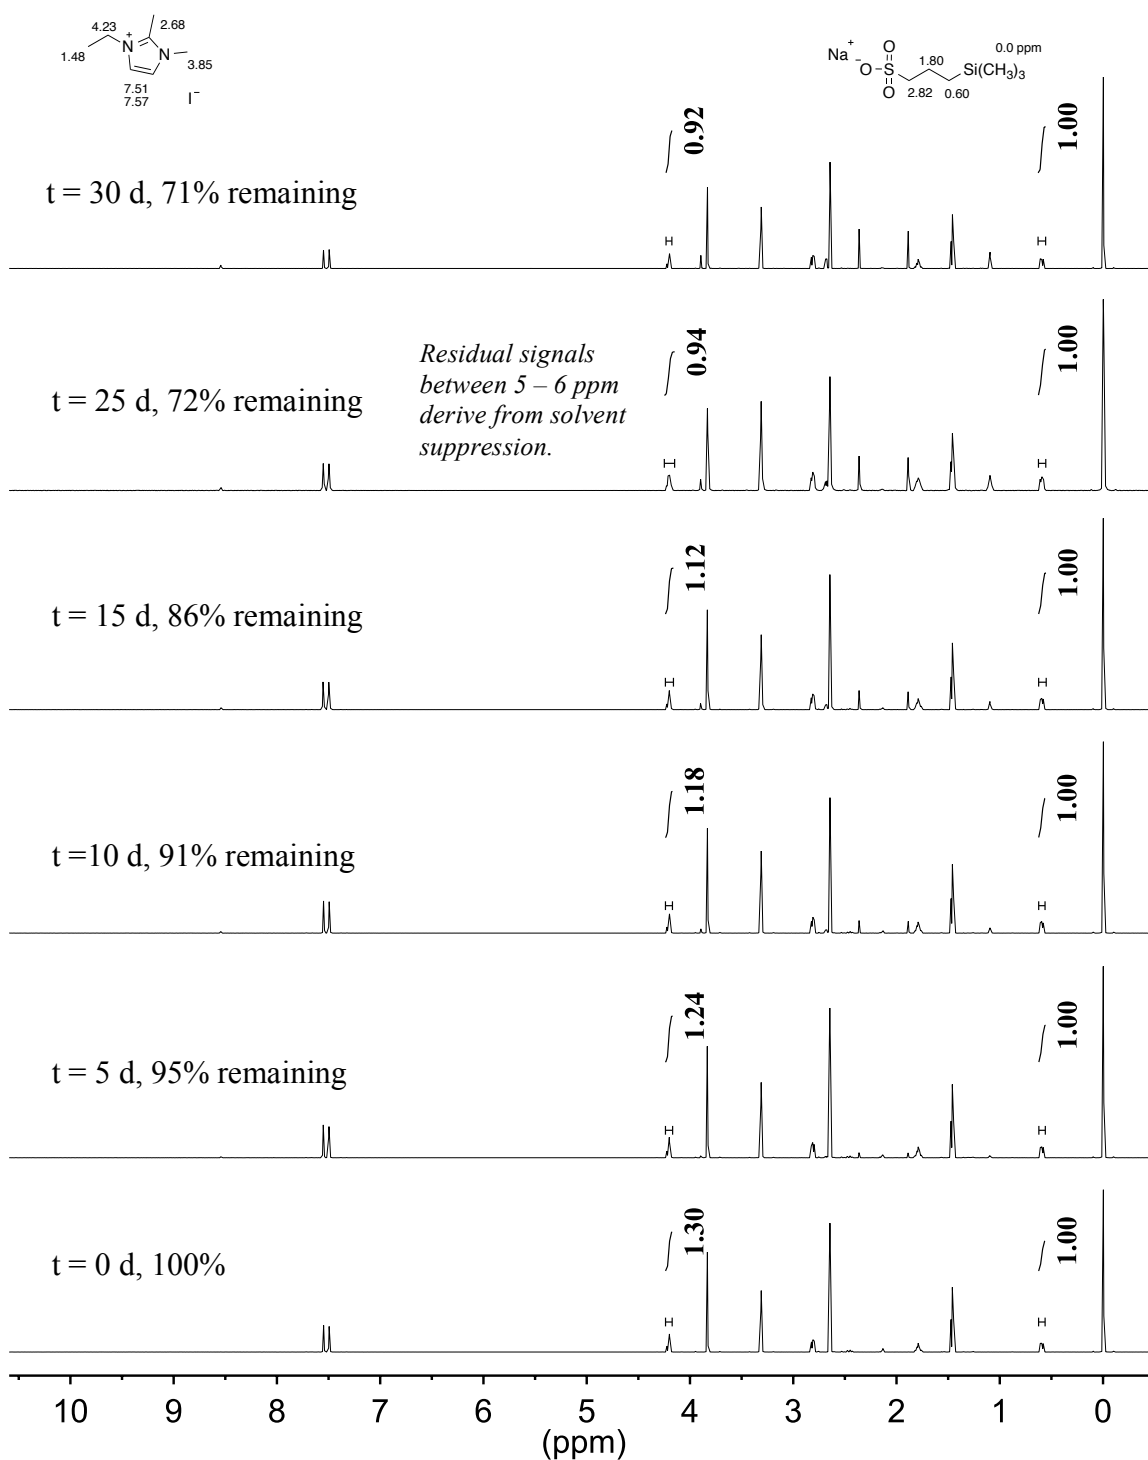 4.23
2.68
N
+
1.48
N
3.85
7.51
7.57
I−
Na+
−O
S
O
O
1.80
2.82
0.60
Si(CH3)3
0.0 ppm
0.92
1.00
t = 30 d, 71% remaining
0.94
1.00
Residual signals
between 5 – 6 ppm
derive from solvent
suppression.
t = 25 d, 72% remaining
1.12
1.00
t = 15 d, 86% remaining
1.18
1.00
t =10 d, 91% remaining
1.24
1.00
t = 5 d, 95% remaining
1.30
1.00
t = 0 d, 100%
10 9 8 7 6 5 4 3 2 1 0
(ppm)